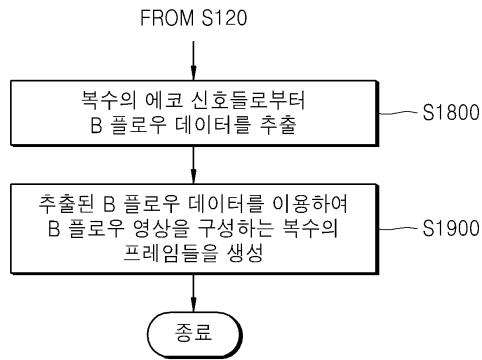 FROM S120
복수의 에코 신호들로부터
B 플로우 데이터를 추출
S1800
추출된 B 플로우 데이터를 이용하여
B 플로우 영상을 구성하는 복수의
프레임들을 생성
S1900
종료